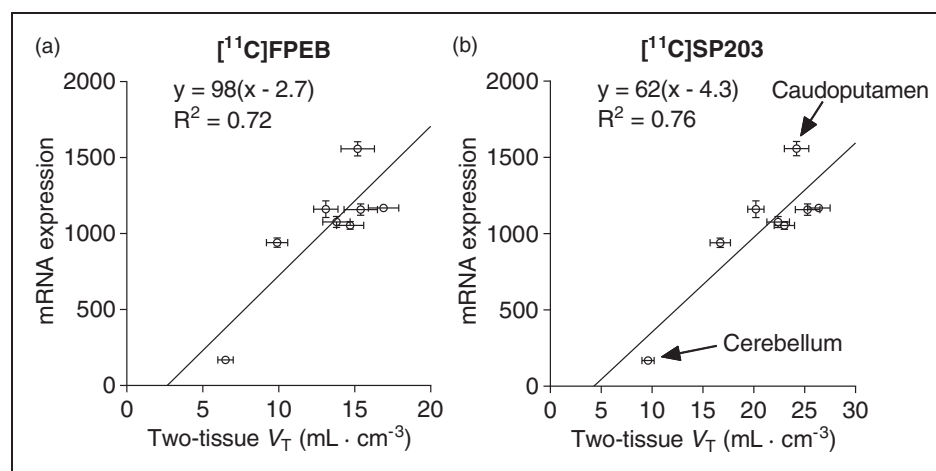 (a)
[¹¹C]FPEB
y = 98(x - 2.7)
R² = 0.72
mRNA expression
2000
1500
1000
500
0
0 5 10 15 20
Two-tissue V_T (mL · cm⁻³)
(b)
[¹¹C]SP203
y = 62(x - 4.3)
R² = 0.76
Caudoputamen
Cerebellum
mRNA expression
2000
1500
1000
500
0
0 5 10 15 20 25 30
Two-tissue V_T (mL · cm⁻³)